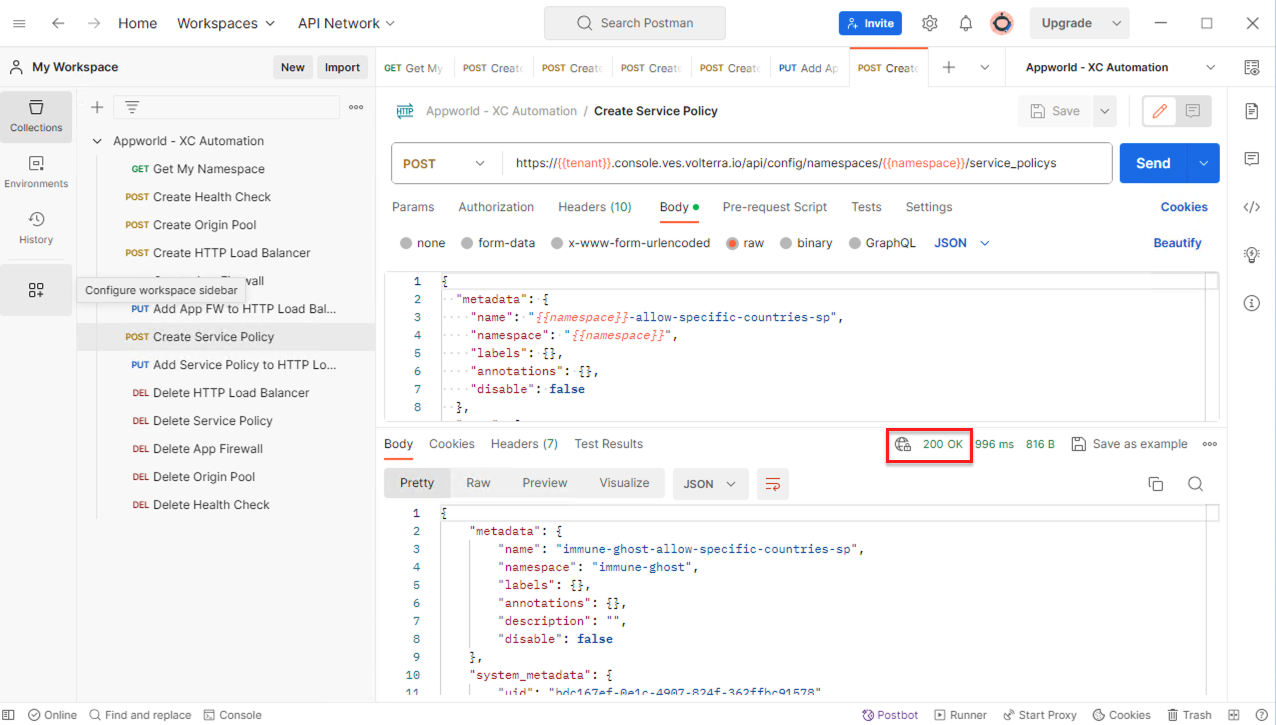 Home Workspaces API Network Search Postman Invite Upgrade
My Workspace New Import GET Get My POST Create POST Create POST Create POST Create PUT Add Ap POST Create Appworld - XC Automation
Collections
Environments
History
Appworld - XC Automation
GET Get My Namespace
POST Create Health Check
POST Create Origin Pool
POST Create HTTP Load Balancer
wall
Configure workspace sidebar
PUT Add App FW to HTTP Load Bal...
POST Create Service Policy
PUT Add Service Policy to HTTP Lo...
DEL Delete HTTP Load Balancer
DEL Delete Service Policy
DEL Delete App Firewall
DEL Delete Origin Pool
DEL Delete Health Check
HTTP Appworld - XC Automation / Create Service Policy Save
POST https://{{tenant}}.console.ves.volterra.io/api/config/namespaces/{{namespace}}/service_policys Send
Params Authorization Headers (10) Body Pre-request Script Tests Settings Cookies
none form-data x-www-form-urlencoded raw binary GraphQL JSON Beautify
1 {
2 "metadata": {
3 "name": "{{namespace}}-allow-specific-countries-sp",
4 "namespace": "{{namespace}}",
5 "labels": {},
6 "annotations": {},
7 "disable": false
8 },
Body Cookies Headers (7) Test Results 200 OK 996 ms 816 B Save as example
Pretty Raw Preview Visualize JSON
1 {
2 "metadata": {
3 "name": "immune-ghost-allow-specific-countries-sp",
4 "namespace": "immune-ghost",
5 "labels": {},
6 "annotations": {},
7 "description": "",
8 "disable": false
9 },
10 "system_metadata": {
11 "uid": "bdc167ef-0e1c-4907-824f-362ffbc91578"
Online Find and replace Console Postbot Runner Start Proxy Cookies Trash